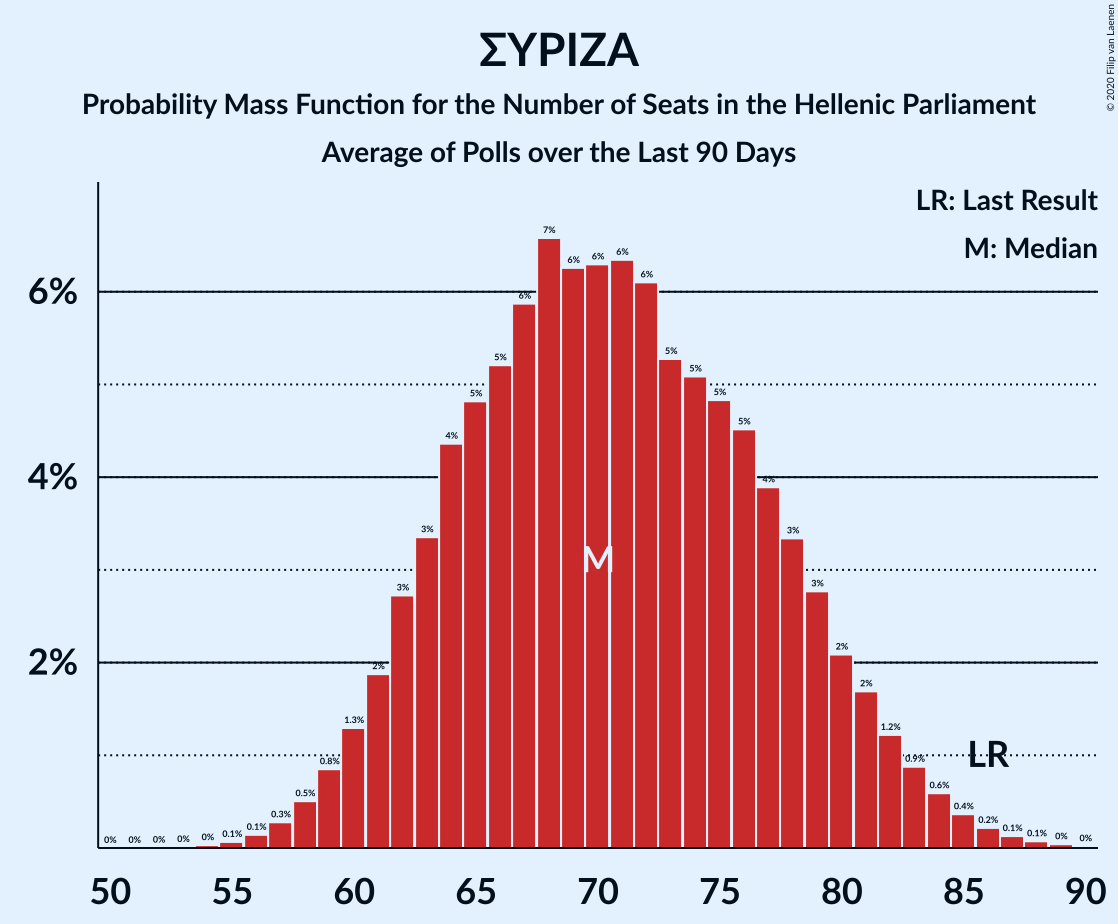 ΣΥΡΙΖΑ
Probability Mass Function for the Number of Seats in the Hellenic Parliament
Average of Polls over the Last 90 Days
© 2020 Filip van Laenen
LR: Last Result
M: Median
6%
4%
2%
0% 0% 0% 0% 0% 0.1% 0.1% 0.3% 0.5% 0.8% 1.3% 2% 3% 3% 4% 5% 5% 6% 7% 6% 6% 6% 6% 5% 5% 5% 5% 4% 3% 3% 2% 2% 1.2% 0.9% 0.6% 0.4% 0.2% 0.1% 0.1% 0% 0%
M
LR
50 55 60 65 70 75 80 85 90